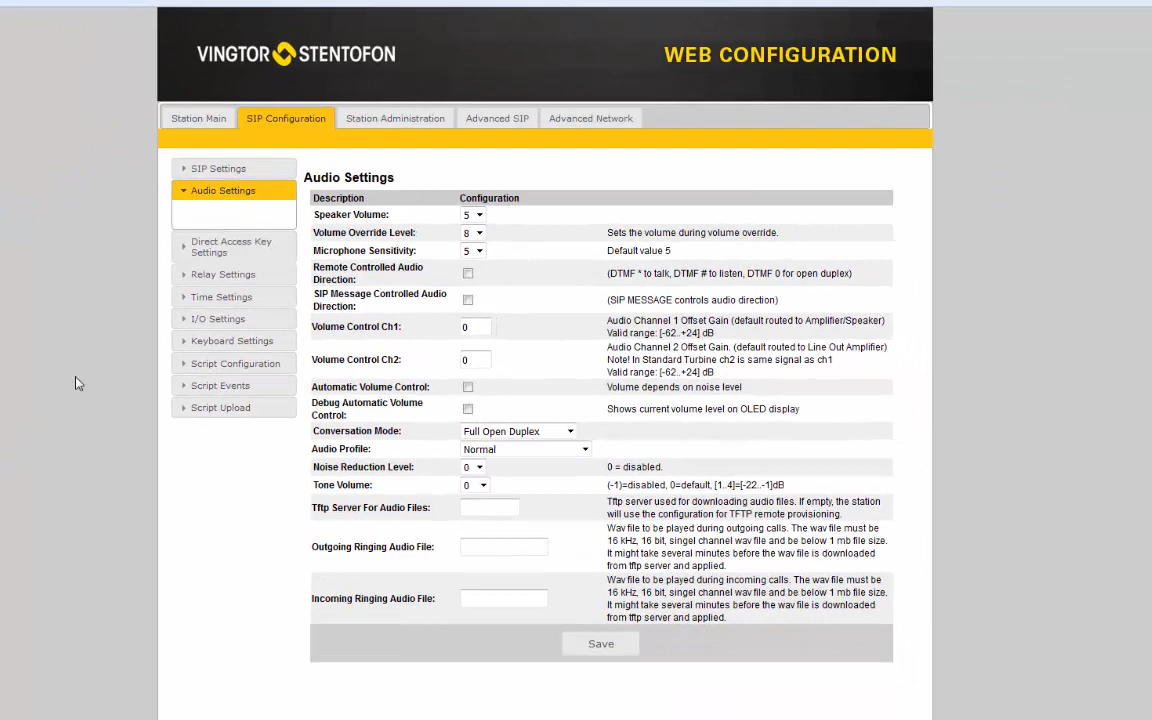 VINGTOR STENTOFON
WEB CONFIGURATION
Station Main
SIP Configuration
Station Administration
Advanced SIP
Advanced Network
SIP Settings
Audio Settings
Direct Access Key
Settings
Relay Settings
Time Settings
I/O Settings
Keyboard Settings
Script Configuration
Script Events
Script Upload
Audio Settings
Description Configuration
Speaker Volume: 5
Volume Override Level: 8 Sets the volume during volume override.
Microphone Sensitivity: 5 Default value 5
Remote Controlled Audio
Direction:
(DTMF * to talk, DTMF # to listen, DTMF 0 for open duplex)
SIP Message Controlled Audio
Direction:
(SIP MESSAGE controls audio direction)
Volume Control Ch1: 0
Audio Channel 1 Offset Gain (default routed to Amplifier/Speaker)
Valid range: [-62..+24] dB
Volume Control Ch2: 0
Audio Channel 2 Offset Gain. (default routed to Line Out Amplifier)
Note! In Standard Turbine ch2 is same signal as ch1
Valid range: [-62..+24] dB
Automatic Volume Control: Volume depends on noise level
Debug Automatic Volume
Control:
Shows current volume level on OLED display
Conversation Mode: Full Open Duplex
Audio Profile: Normal
Noise Reduction Level: 0 0 = disabled.
Tone Volume: 0 (-1)=disabled, 0=default, [1..4]=[-22..-1]dB
Tftp Server For Audio Files:
Tftp server used for downloading audio files. If empty, the station
will use the configuration for TFTP remote provisioning.
Outgoing Ringing Audio File:
Wav file to be played during outgoing calls. The wav file must be
16 kHz, 16 bit, singel channel wav file and be below 1 mb file size.
It might take several minutes before the wav file is downloaded
from tftp server and applied.
Incoming Ringing Audio File:
Wav file to be played during incoming calls. The wav file must be
16 kHz, 16 bit, singel channel wav file and be below 1 mb file size.
It might take several minutes before the wav file is downloaded
from tftp server and applied.
Save